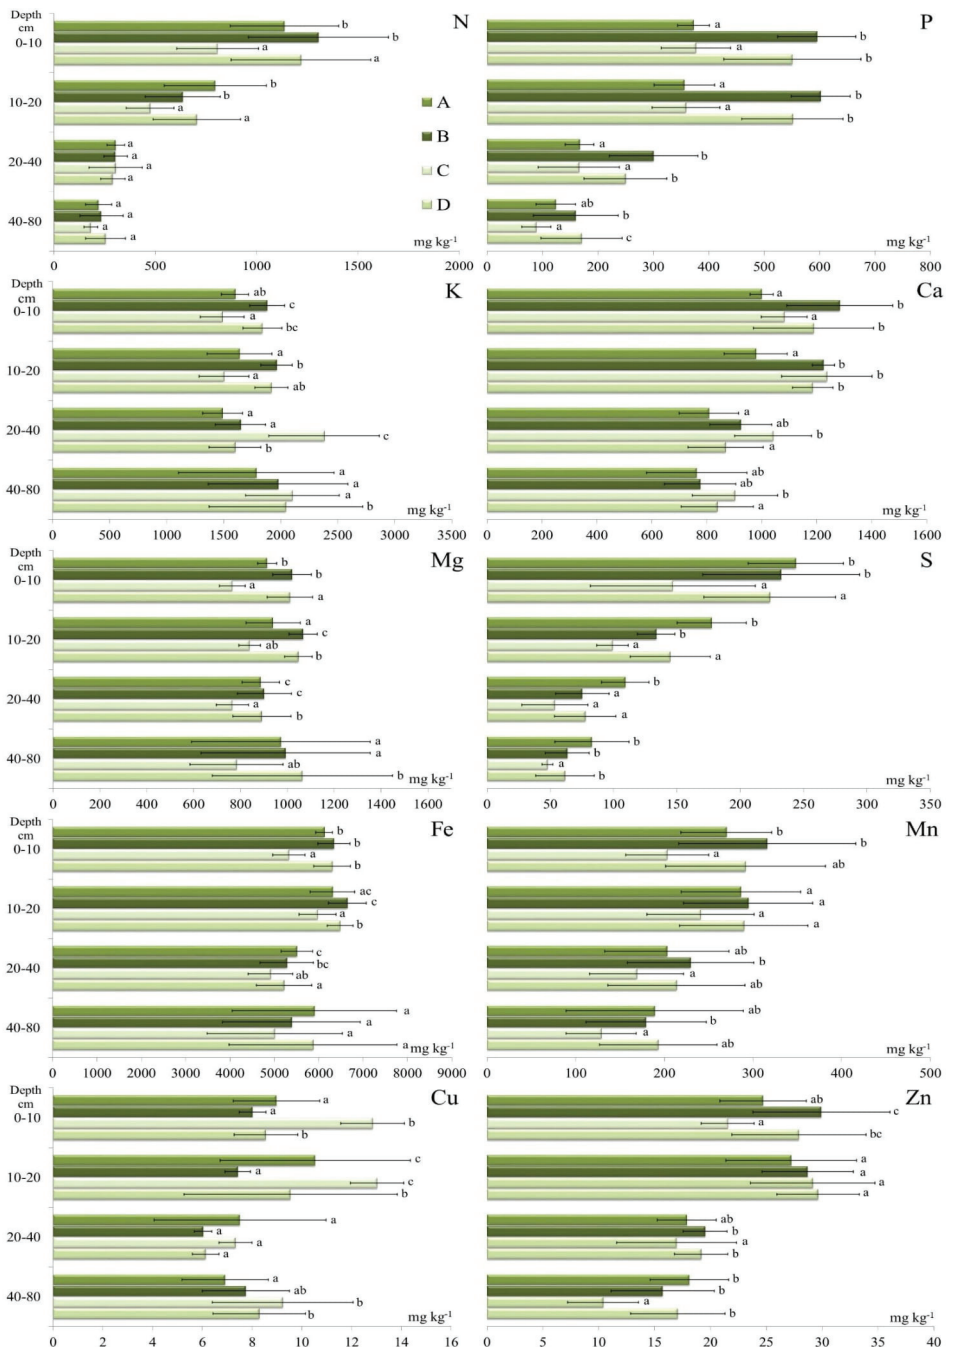 Depth
cm
N
0-10 b
b
a
a
10-20 b
b
a
a
20-40 a
a
a
a
40-80 a
a
a
a
mg kg-1
0 500 1000 1500 2000
A
B
C
D
P
a
b
a
b
a
b
a
b
a
b
a
b
ab
b
a
c
mg kg-1
0 100 200 300 400 500 600 700 800
Depth
cm
K
0-10 ab
c
a
bc
10-20 a
b
a
ab
20-40 a
a
c
b
40-80 a
a
a
b
mg kg-1
0 500 1000 1500 2000 2500 3000 3500
Ca
a
b
a
b
a
b
b
b
a
ab
b
a
ab
ab
b
a
mg kg-1
0 200 400 600 800 1000 1200 1400 1600
Depth
cm
Mg
0-10 b
b
a
a
10-20 a
c
ab
b
20-40 c
c
a
b
40-80 a
a
ab
b
mg kg-1
0 200 400 600 800 1000 1200 1400 1600
S
b
b
a
a
b
b
a
a
b
a
a
a
b
b
a
b
mg kg-1
0 50 100 150 200 250 300 350
Depth
cm
Fe
0-10 b
b
a
b
10-20 ac
c
a
b
20-40 c
bc
ab
a
40-80 a
a
a
a
mg kg-1
0 1000 2000 3000 4000 5000 6000 7000 8000 9000
Mn
b
b
a
ab
a
a
a
a
ab
b
a
ab
ab
b
a
ab
mg kg-1
0 100 200 300 400 500
Depth
cm
Cu
0-10 a
a
b
b
10-20 c
a
c
b
20-40 a
a
a
a
40-80 a
ab
b
b
mg kg-1
0 2 4 6 8 10 12 14 16
Zn
ab
c
a
bc
a
a
a
a
ab
b
a
b
b
b
a
b
mg kg-1
0 5 10 15 20 25 30 35 40